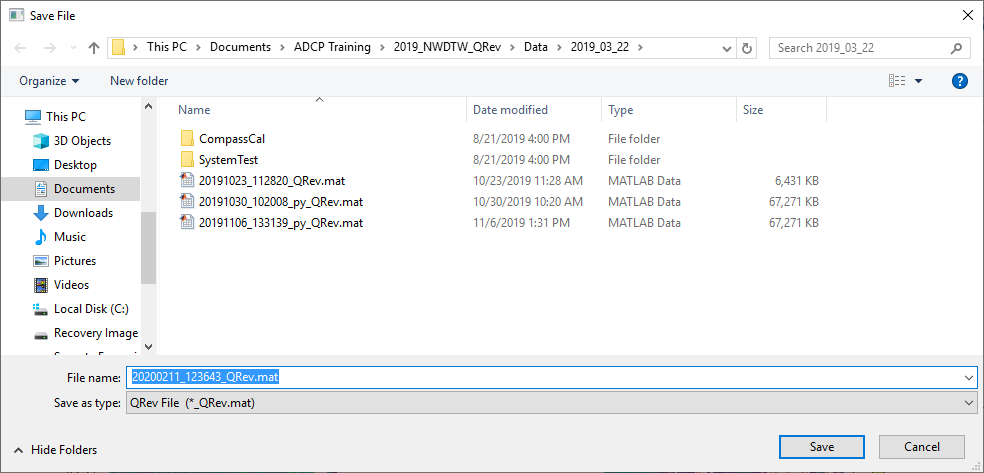 Save File
This PC > Documents > ADCP Training > 2019_NWDTW_QRev > Data > 2019_03_22 >
Search 2019_03_22
Organize
New folder
Name Date modified Type Size
This PC
3D Objects
Desktop
Documents
Downloads
Music
Pictures
Videos
Local Disk (C:)
Recovery Image
CompassCal 8/21/2019 4:00 PM File folder
SystemTest 8/21/2019 4:00 PM File folder
20191023_112820_QRev.mat 10/23/2019 11:28 AM MATLAB Data 6,431 KB
20191030_102008_py_QRev.mat 10/30/2019 10:20 AM MATLAB Data 67,271 KB
20191106_133139_py_QRev.mat 11/6/2019 1:31 PM MATLAB Data 67,271 KB
File name: 20200211_123643_QRev.mat
Save as type: QRev File (*_QRev.mat)
Hide Folders
Save
Cancel